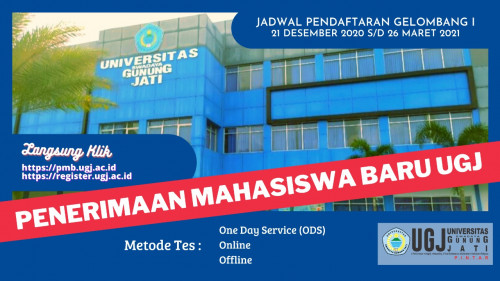 JADWAL PENDAFTARAN GELOMBANG I
21 DESEMBER 2020 S/D 26 MARET 2021
UNIVERSITAS
SWADAYA
GUNUNG
JATI
Langsung Klik
https://pmb.ugj.ac.id
https://register.ugj.ac.id
PENERIMAAN MAHASISWA BARU UGJ
Metode Tes :
One Day Service (ODS)
Online
Offline
UGJ
UNIVERSITAS
GUNUNG
JATI